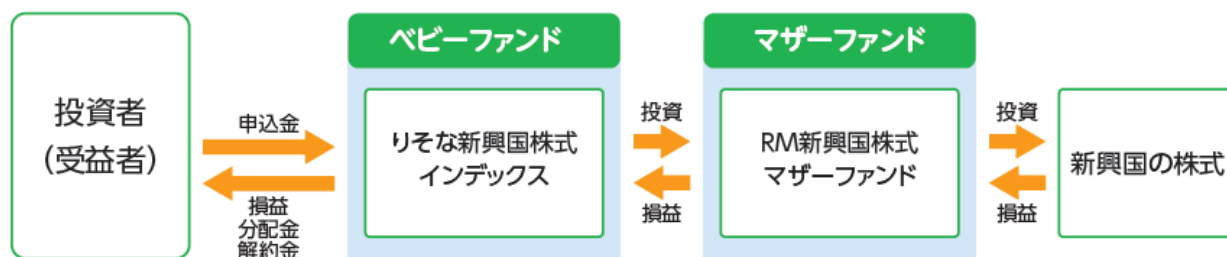 投資者
（受益者）
申込金
損益
分配金
解約金
ベビーファンド
りそな新興国株式
インデックス
投資
損益
マザーファンド
RM新興国株式
マザーファンド
投資
損益
新興国の株式